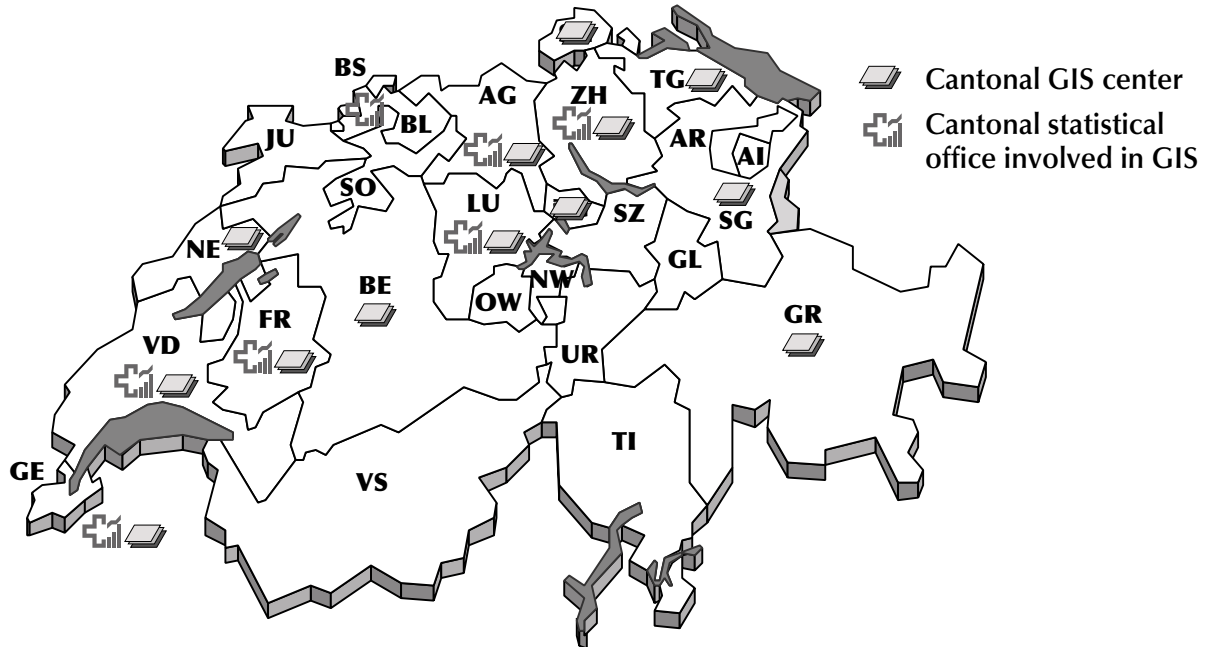 BS
AG
ZH
TG
JU
BL
AR
AI
SO
LU
SZ
SG
NE
BE
NW
GL
OW
FR
GR
VD
UR
TI
GE
VS
Cantonal GIS center
Cantonal statistical
office involved in GIS